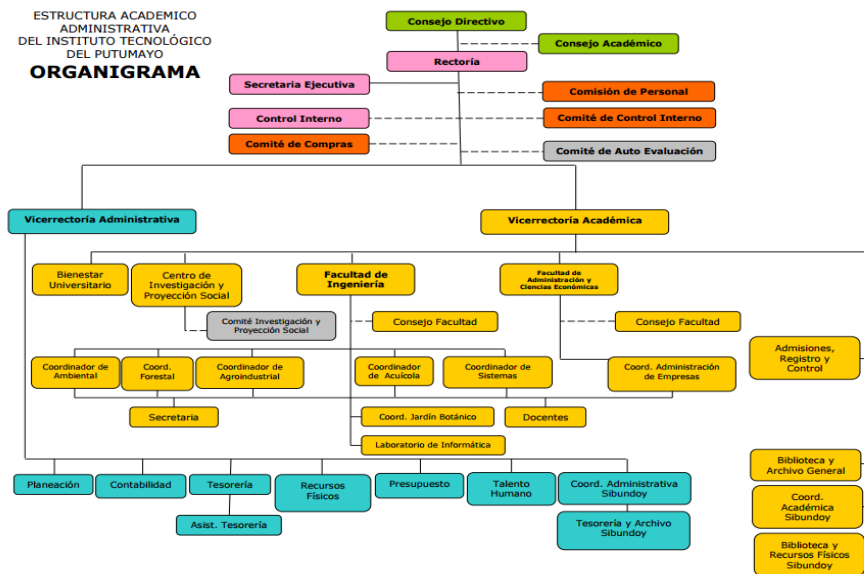 ESTRUCTURA ACADEMICO
ADMINISTRATIVA
DEL INSTITUTO TECNOLÓGICO
DEL PUTUMAYO
ORGANIGRAMA
Consejo Directivo
Consejo Académico
Rectoría
Secretaria Ejecutiva
Comisión de Personal
Control Interno
Comité de Control Interno
Comité de Compras
Comité de Auto Evaluación
Vicerrectoría Administrativa
Vicerrectoría Académica
Bienestar
Universitario
Centro de
Investigación y
Proyección Social
Facultad de
Ingeniería
Facultad de
Administración y
Ciencias Económicas
Comité Investigación y
Proyección Social
Consejo Facultad
Consejo Facultad
Admisiones,
Registro y
Control
Coordinador de
Ambiental
Coord.
Forestal
Coordinador de
Agroindustrial
Coordinador
de Acuícola
Coordinador de
Sistemas
Coord. Administración
de Empresas
Secretaria
Coord. Jardín Botánico
Docentes
Laboratorio de Informática
Biblioteca y
Archivo General
Planeación
Contabilidad
Tesorería
Recursos
Físicos
Presupuesto
Talento
Humano
Coord. Administrativa
Sibundoy
Coord.
Académica
Sibundoy
Asist. Tesorería
Tesorería y Archivo
Sibundoy
Biblioteca y
Recursos Físicos
Sibundoy